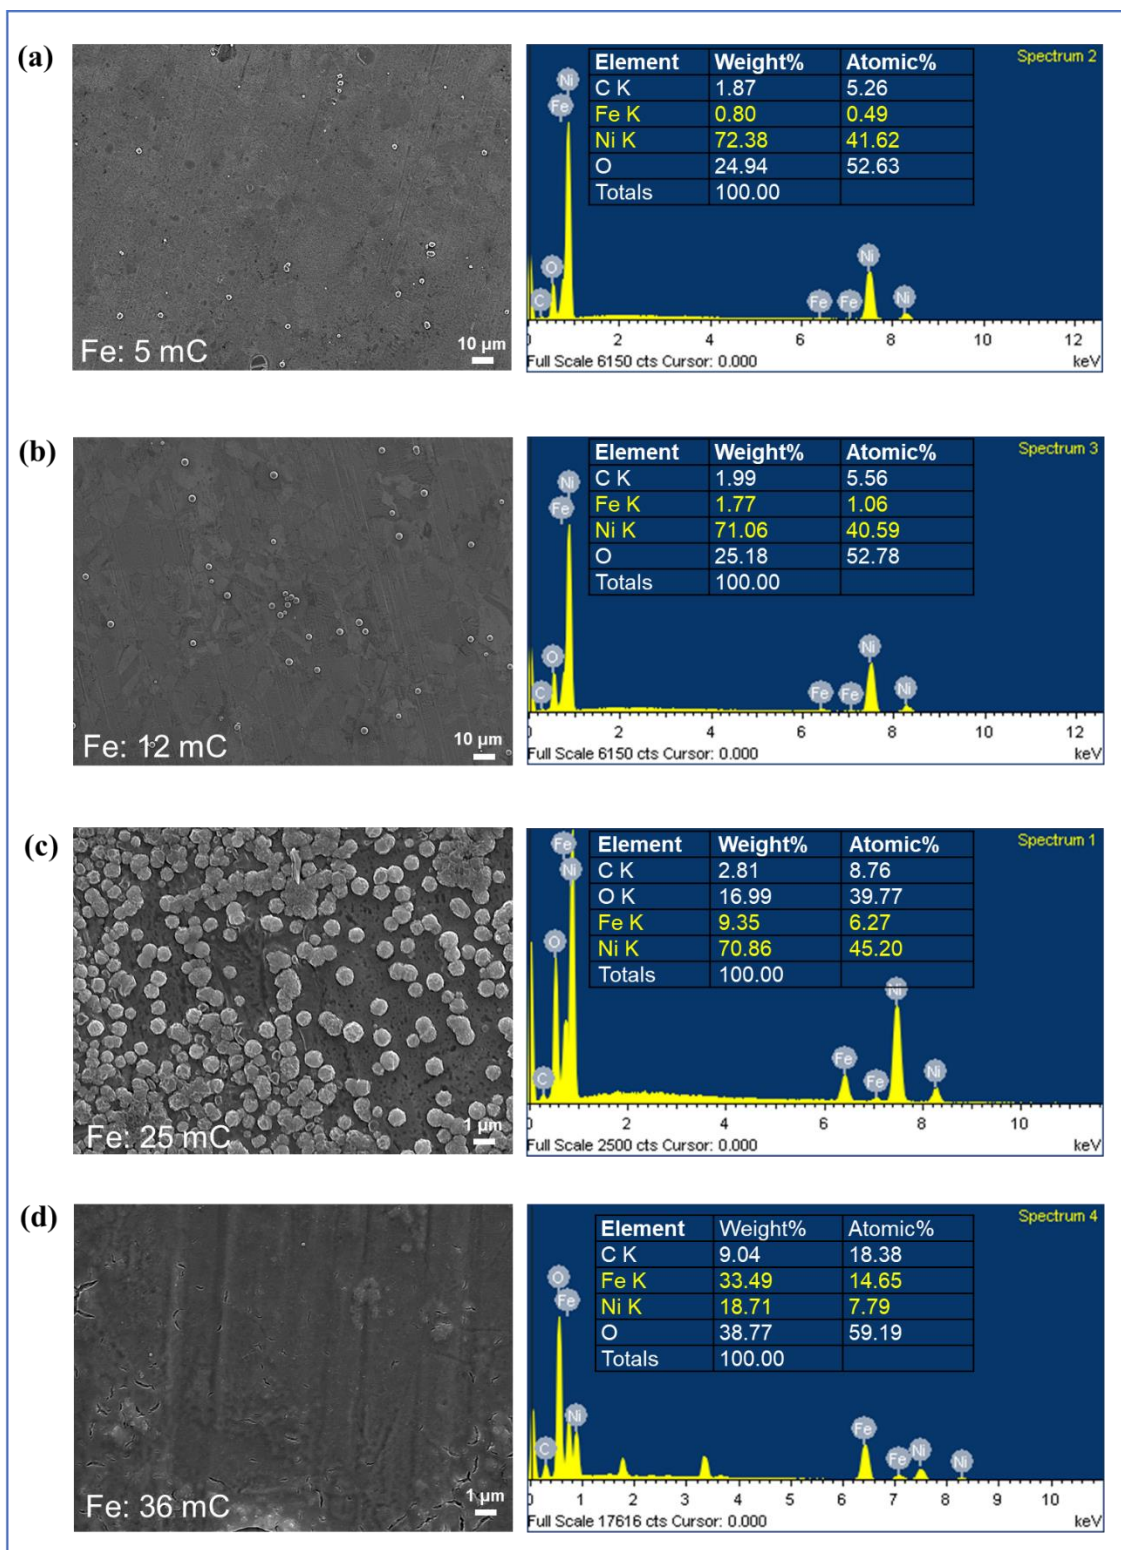 (a)
Fe: 5 mC
10 µm
Spectrum 2
Element Weight% Atomic%
C K 1.87 5.26
Fe K 0.80 0.49
Ni K 72.38 41.62
O 24.94 52.63
Totals 100.00
Ni
Fe
O
C
Fe Fe Ni Ni
2 4 6 8 10 12
Full Scale 6150 cts Cursor: 0.000 keV
(b)
Fe: 12 mC
10 µm
Spectrum 3
Element Weight% Atomic%
C K 1.99 5.56
Fe K 1.77 1.06
Ni K 71.06 40.59
O 25.18 52.78
Totals 100.00
Ni
Fe
O
C
Fe Fe Ni Ni
2 4 6 8 10 12
Full Scale 6150 cts Cursor: 0.000 keV
(c)
Fe: 25 mC
1 µm
Spectrum 1
Element Weight% Atomic%
C K 2.81 8.76
O K 16.99 39.77
Fe K 9.35 6.27
Ni K 70.86 45.20
Totals 100.00
Fe
Ni
O
C
Fe Fe Ni Ni
0 2 4 6 8 10
Full Scale 2500 cts Cursor: 0.000 keV
(d)
Fe: 36 mC
1 µm
Spectrum 4
Element Weight% Atomic%
C K 9.04 18.38
Fe K 33.49 14.65
Ni K 18.71 7.79
O 38.77 59.19
Totals 100.00
O
Fe
Ni
C
Fe Fe Ni Ni
0 1 2 3 4 5 6 7 8 9 10
Full Scale 17616 cts Cursor: 0.000 keV